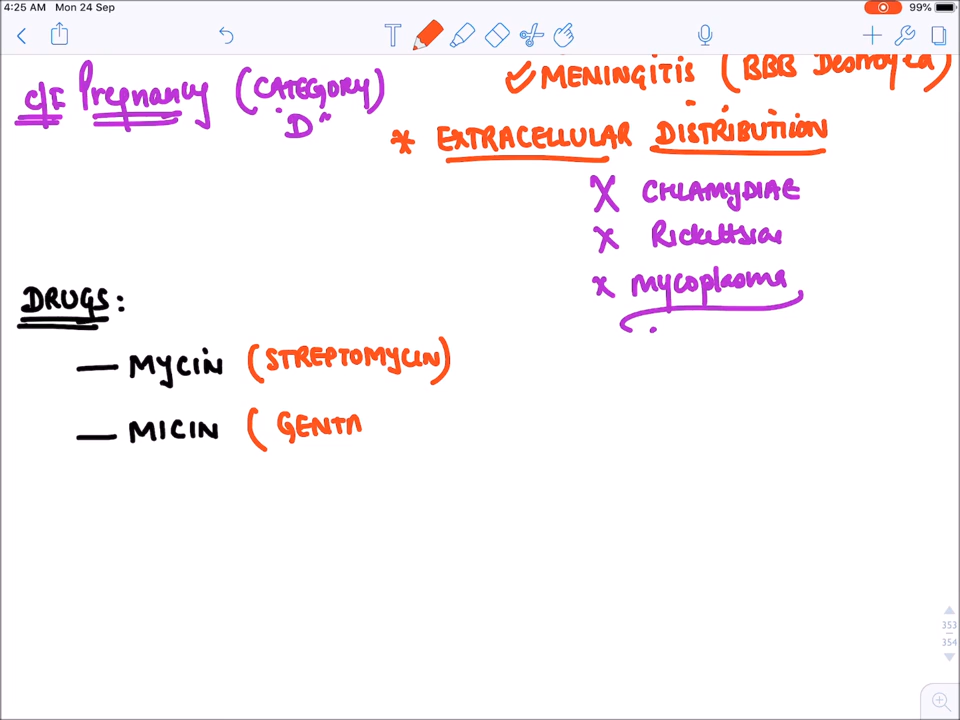 4:25 AM Mon 24 Sep
99%
T
MENINGITIS (BBB Destroyed)
C/I Pregnancy (CATEGORY)
"D"
* EXTRACELLULAR DISTRIBUTION
X CHLAMYDIAE
X Rickettsiae
X Mycoplasma
DRUGS:
— MYCIN (STREPTOMYCIN)
— MICIN ( GENTA
353
354